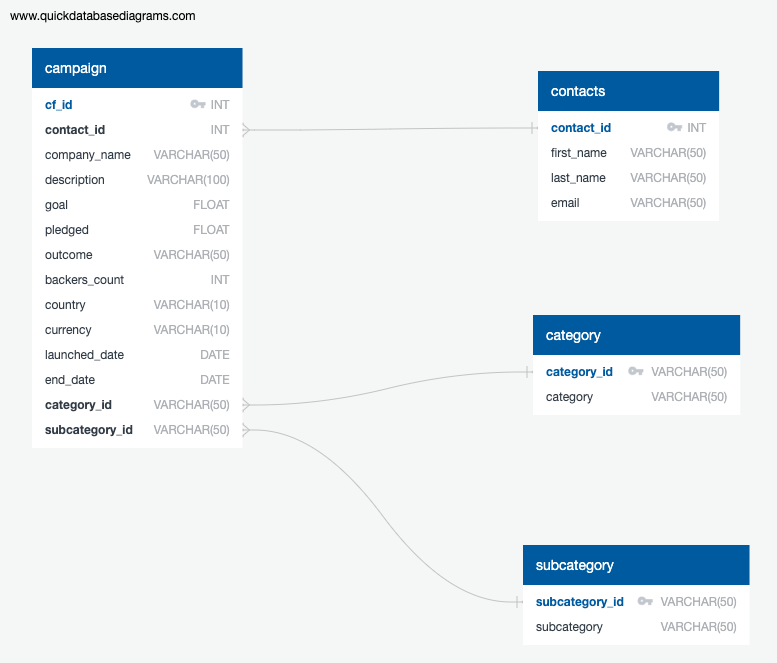 www.quickdatabasediagrams.com
campaign
cf_id INT
contact_id INT
company_name VARCHAR(50)
description VARCHAR(100)
goal FLOAT
pledged FLOAT
outcome VARCHAR(50)
backers_count INT
country VARCHAR(10)
currency VARCHAR(10)
launched_date DATE
end_date DATE
category_id VARCHAR(50)
subcategory_id VARCHAR(50)
contacts
contact_id INT
first_name VARCHAR(50)
last_name VARCHAR(50)
email VARCHAR(50)
category
category_id VARCHAR(50)
category VARCHAR(50)
subcategory
subcategory_id VARCHAR(50)
subcategory VARCHAR(50)